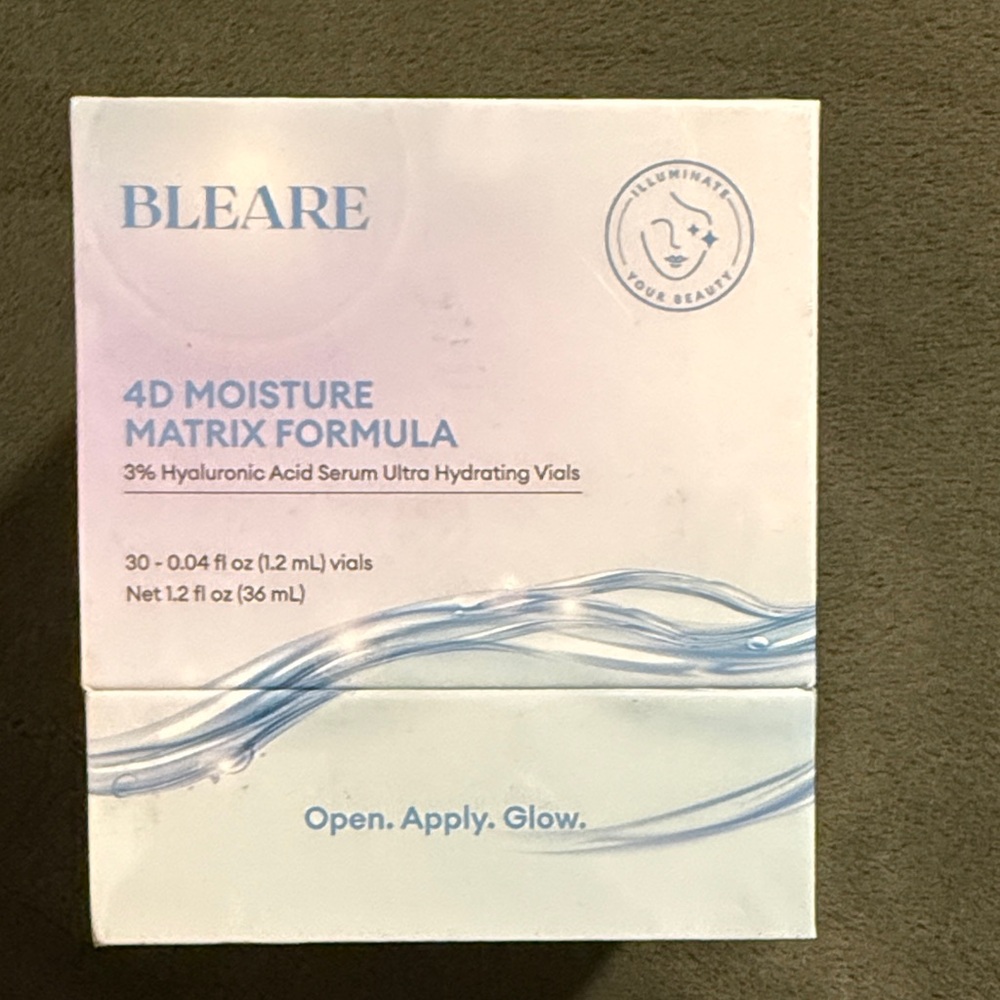 BLEARE
ILLUMINATE
YOUR BEAUTY
4D MOISTURE
MATRIX FORMULA
3% Hyaluronic Acid Serum Ultra Hydrating Vials
30 - 0.04 fl oz (1.2 mL) vials
Net 1.2 fl oz (36 mL)
Open. Apply. Glow.